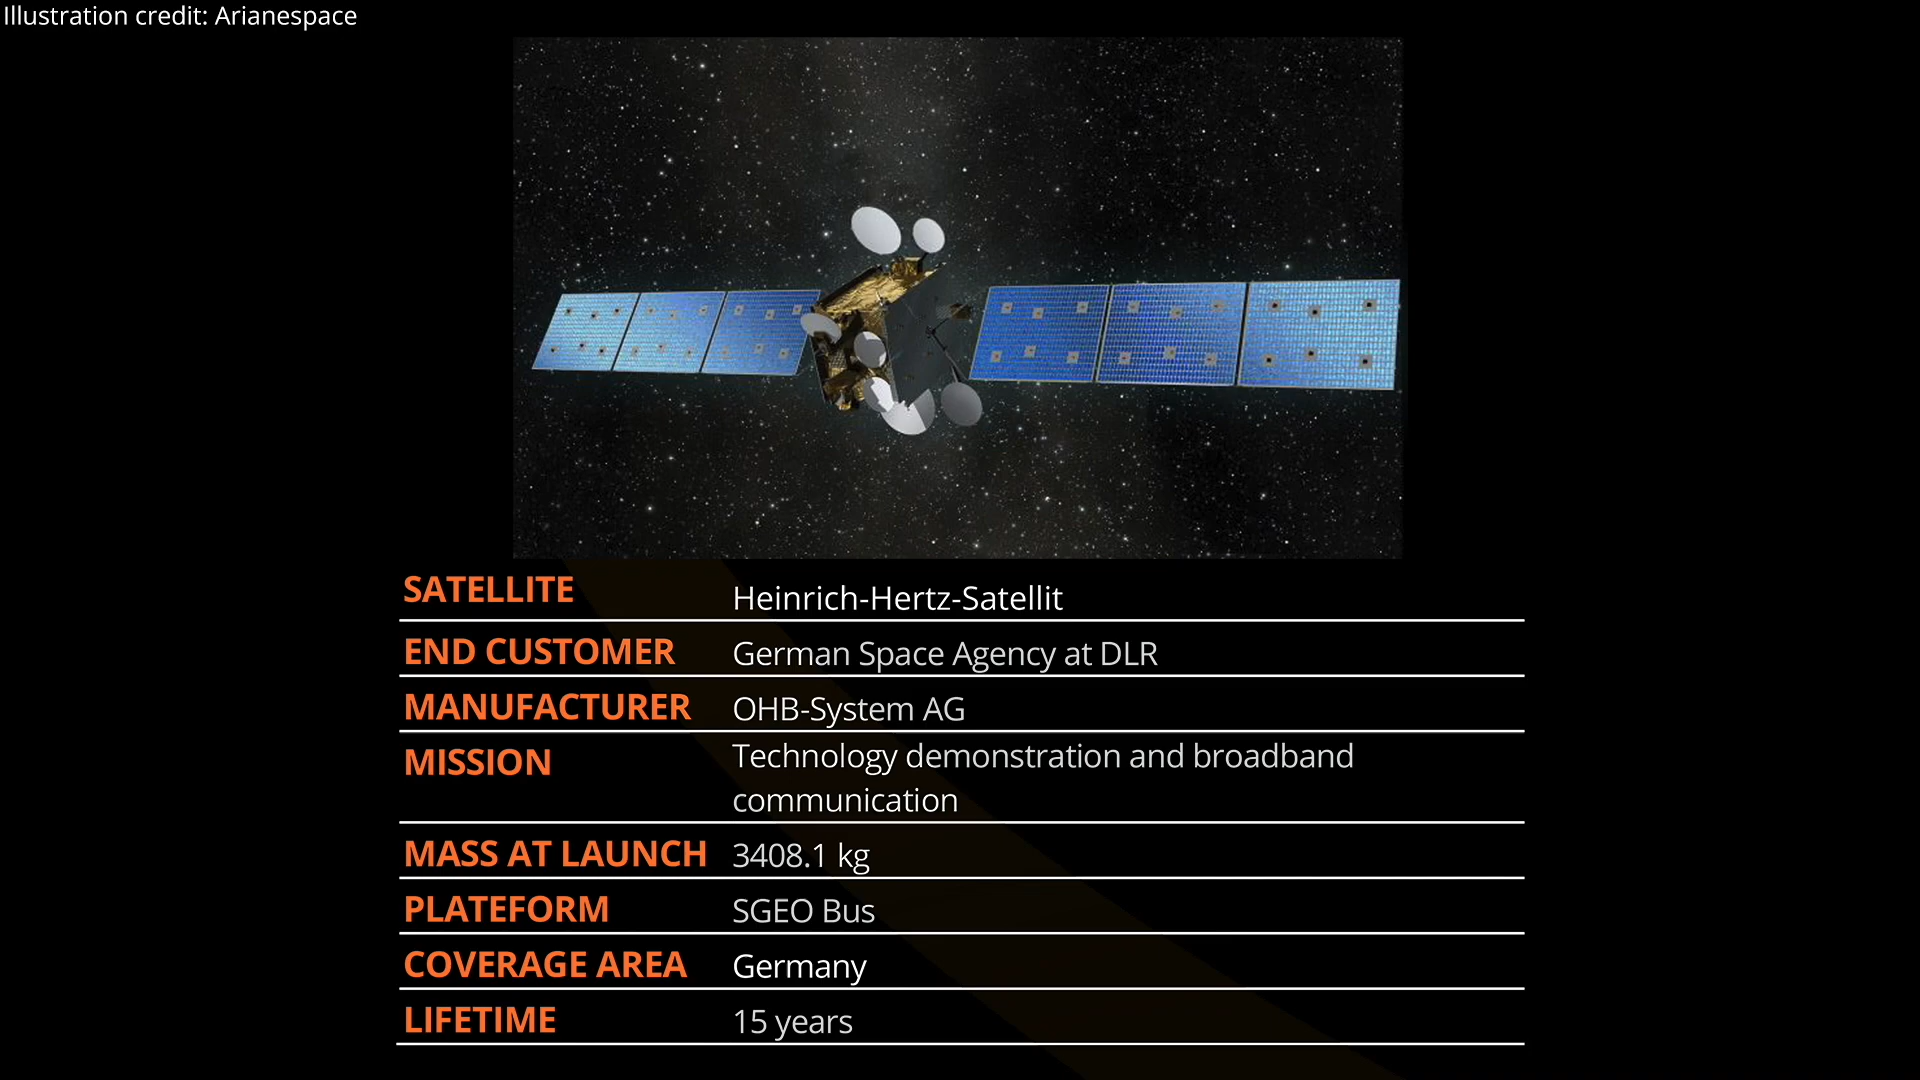 Illustration credit: Arianespace
SATELLITE Heinrich-Hertz-Satellit
END CUSTOMER German Space Agency at DLR
MANUFACTURER OHB-System AG
MISSION Technology demonstration and broadband
communication
MASS AT LAUNCH 3408.1 kg
PLATEFORM SGEO Bus
COVERAGE AREA Germany
LIFETIME 15 years